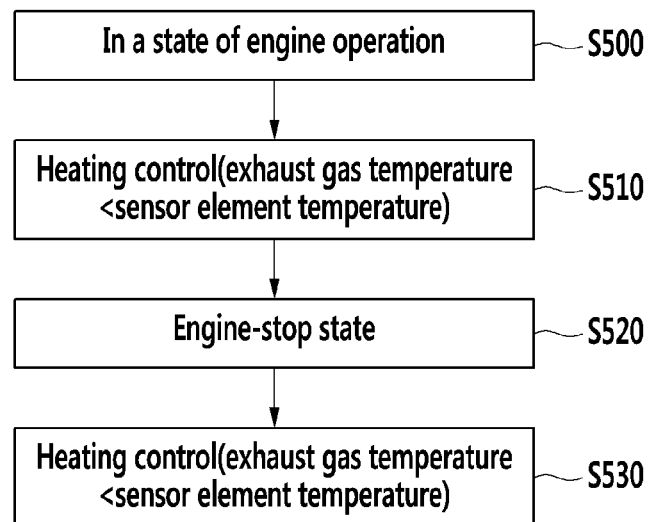 In a state of engine operation
S500
Heating control(exhaust gas temperature
<sensor element temperature)
S510
Engine-stop state
S520
Heating control(exhaust gas temperature
<sensor element temperature)
S530